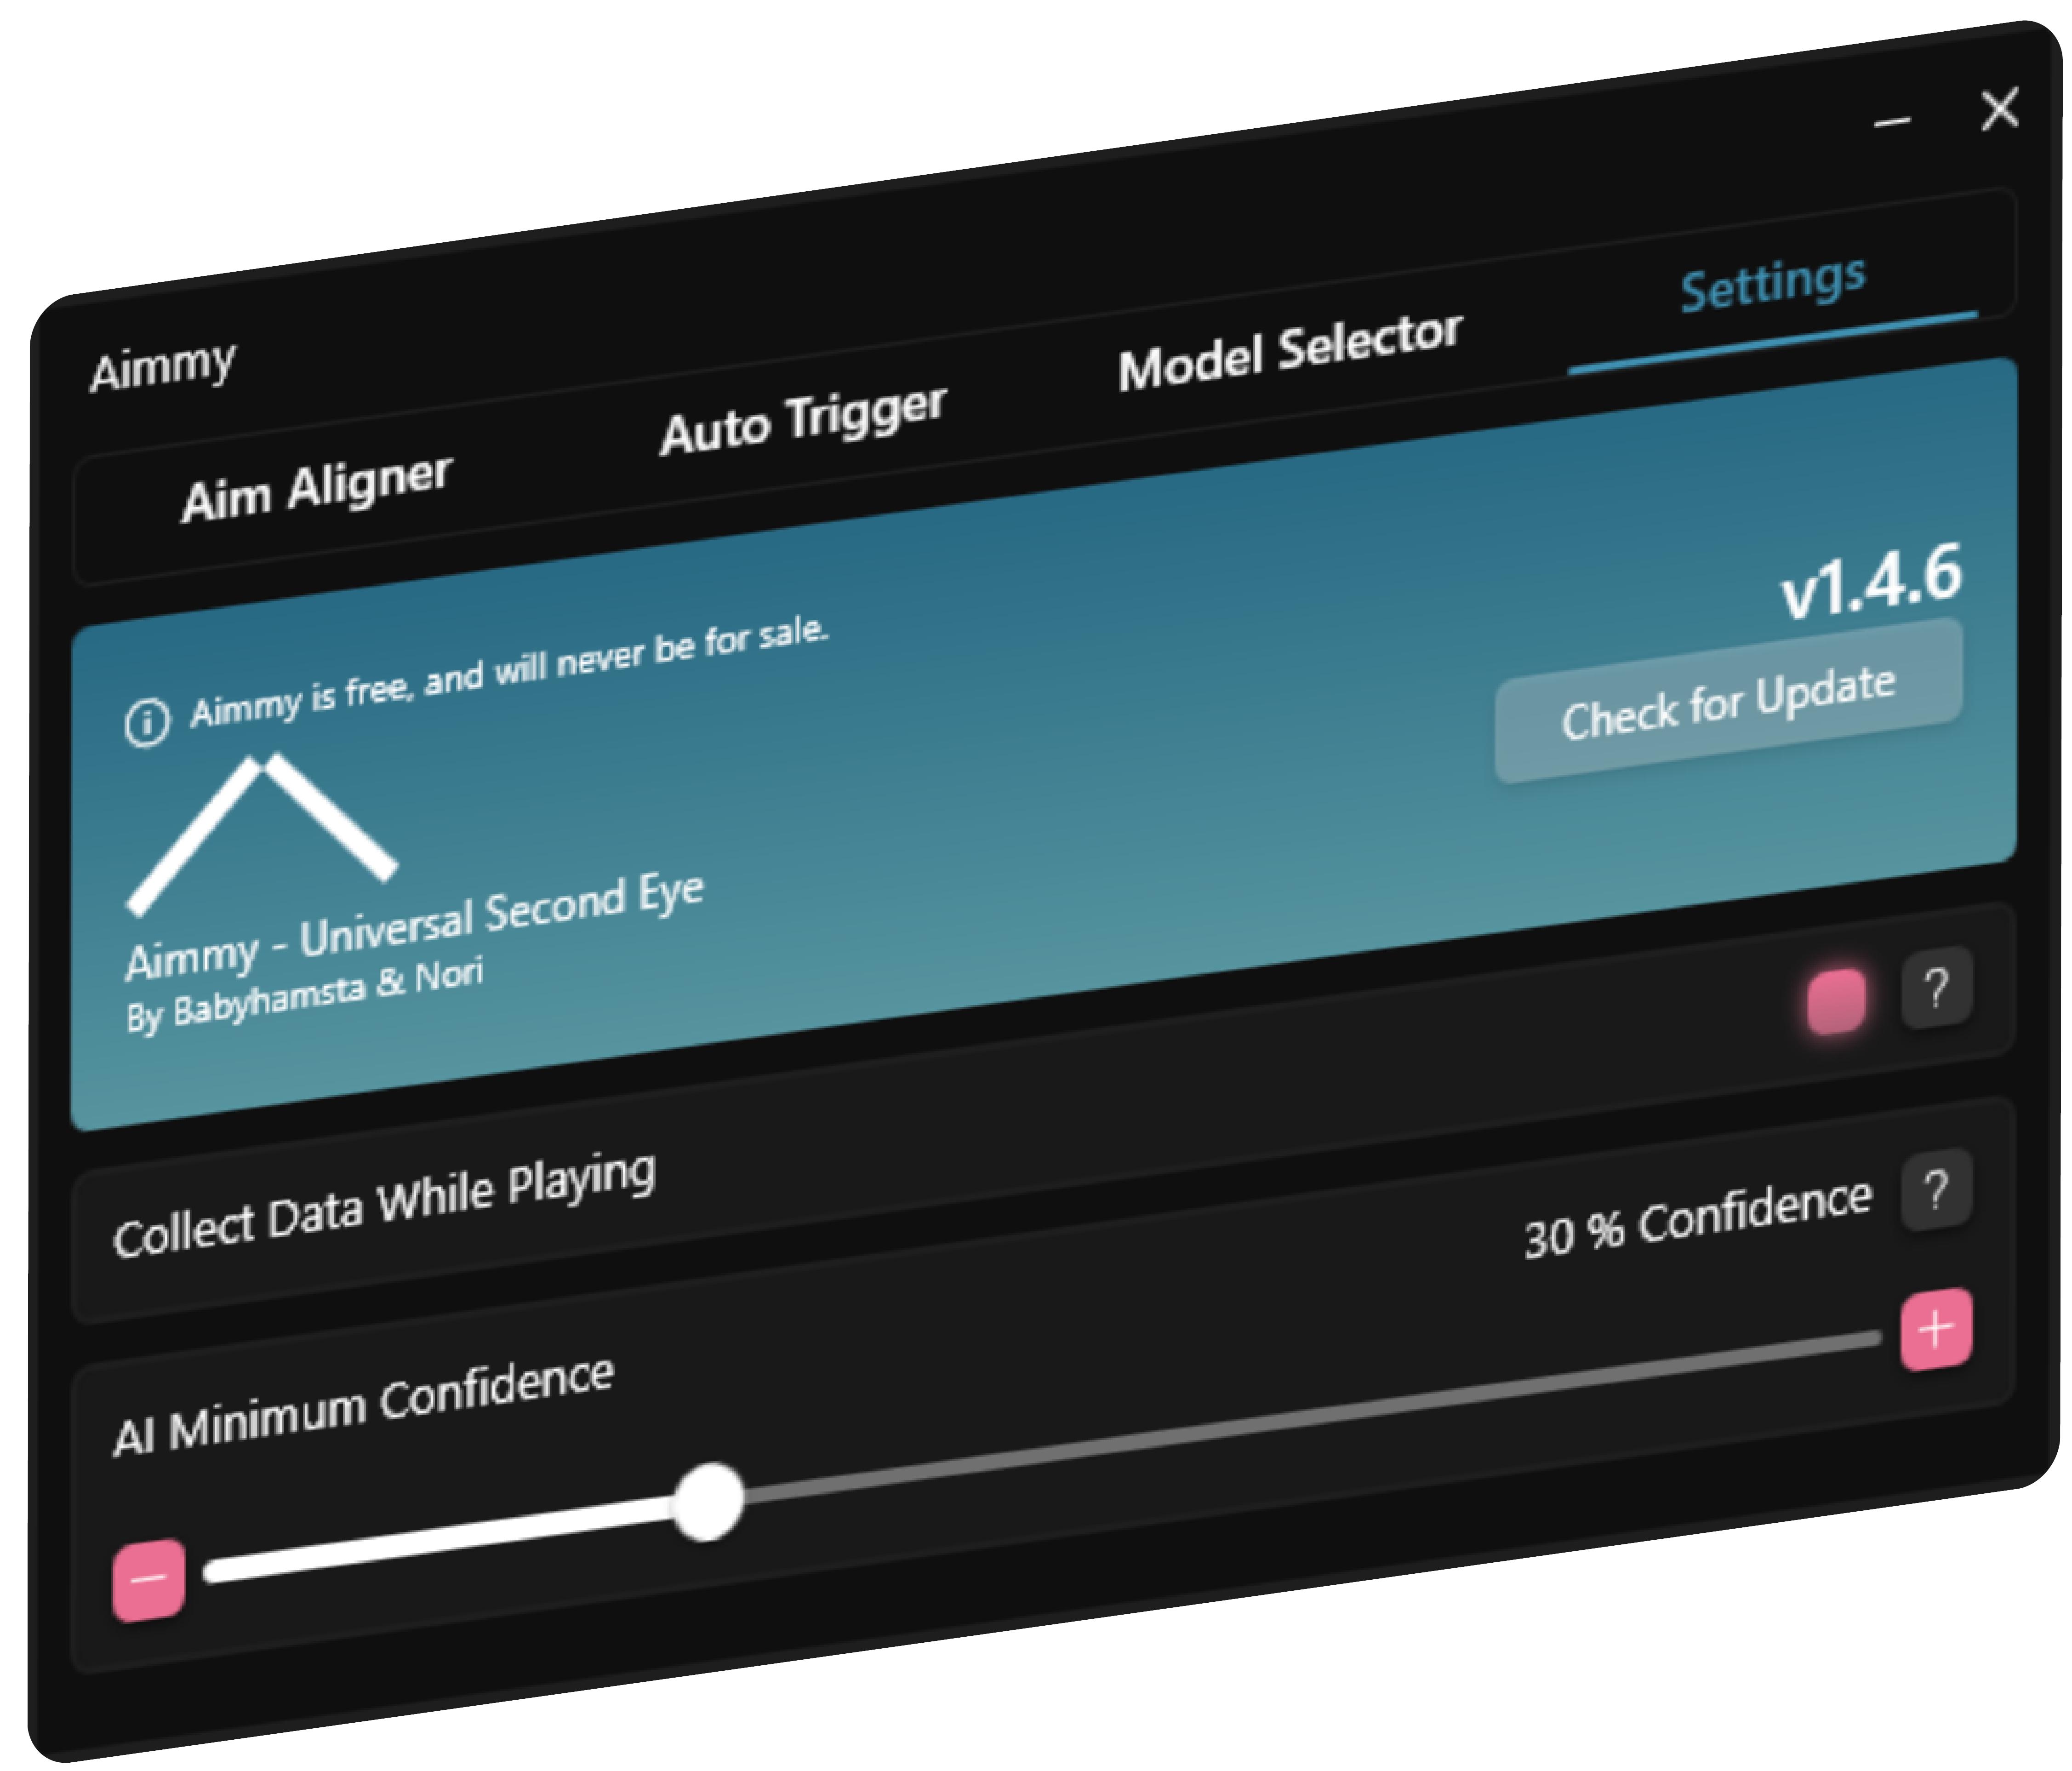 Aimmy
Aim Aligner
Auto Trigger
Model Selector
Settings
Aimmy is free, and will never be for sale.
v1.4.6
Check for Update
Aimmy - Universal Second Eye
By Babyhamsta & Nori
Collect Data While Playing
?
AI Minimum Confidence
30 % Confidence
?